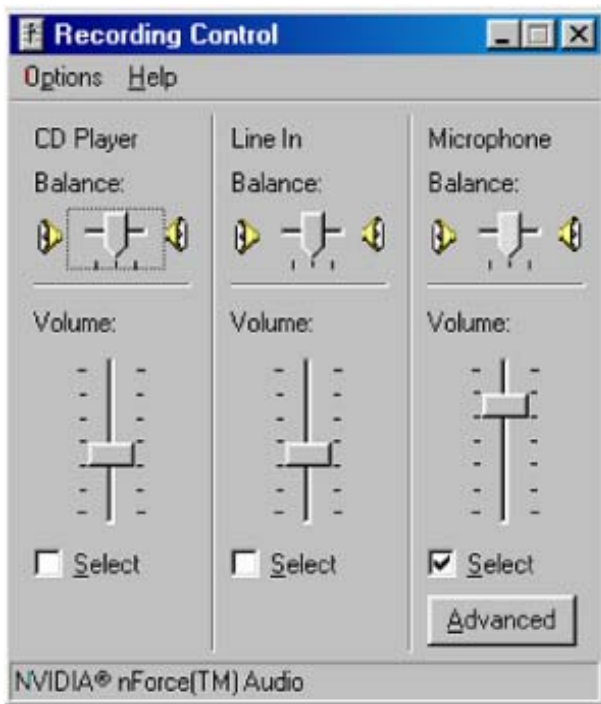 Recording Control
Options Help
CD Player Line In Microphone
Balance: Balance: Balance:
Volume: Volume: Volume:
Select Select Select
Advanced
NVIDIA® nForce(TM) Audio